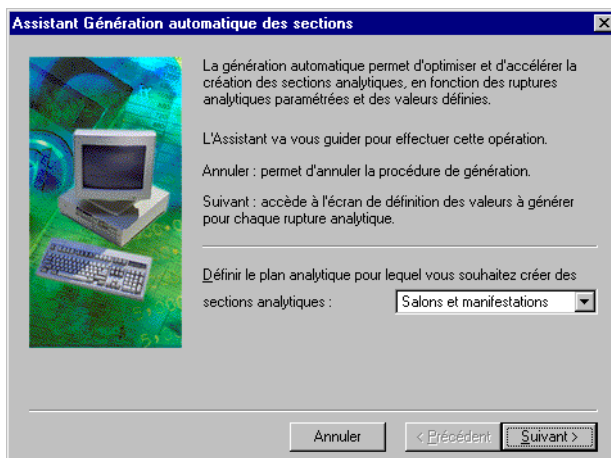 Assistant Génération automatique des sections
La génération automatique permet d'optimiser et d'accélérer la
création des sections analytiques, en fonction des ruptures
analytiques paramétrées et des valeurs définies.
L'Assistant va vous guider pour effectuer cette opération.
Annuler : permet d'annuler la procédure de génération.
Suivant : accède à l'écran de définition des valeurs à générer
pour chaque rupture analytique.
Définir le plan analytique pour lequel vous souhaitez créer des
sections analytiques : Salons et manifestations
Annuler < Précédent Suivant >